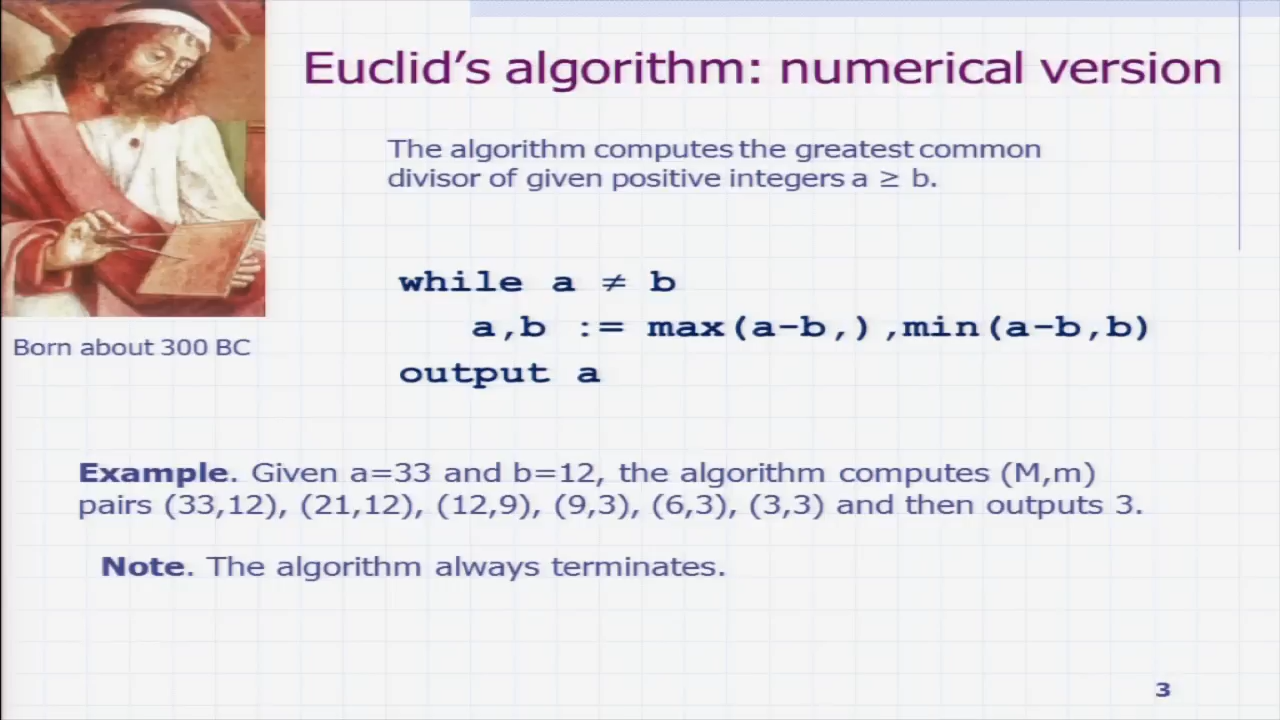 Euclid's algorithm: numerical version
The algorithm computes the greatest common
divisor of given positive integers a ≥ b.
while a ≠ b
a,b := max(a-b,),min(a-b,b)
output a
Born about 300 BC
Example. Given a=33 and b=12, the algorithm computes (M,m)
pairs (33,12), (21,12), (12,9), (9,3), (6,3), (3,3) and then outputs 3.
Note. The algorithm always terminates.
3